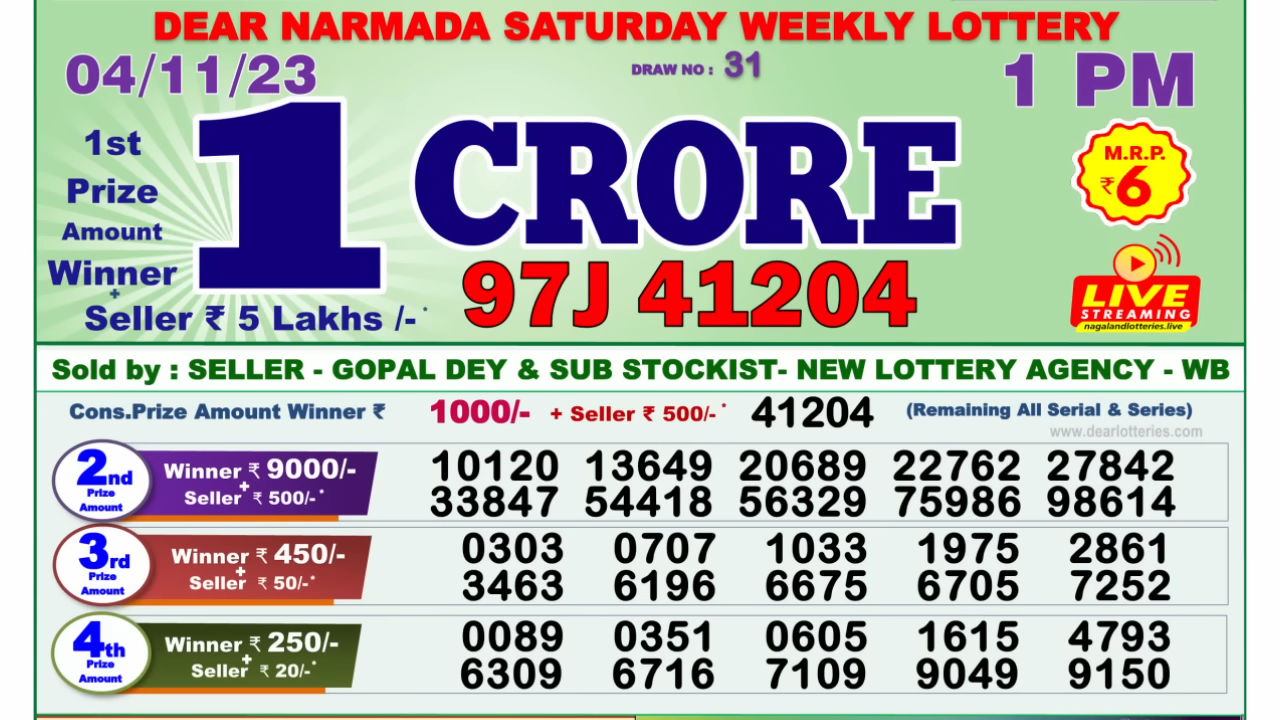 DEAR NARMADA SATURDAY WEEKLY LOTTERY
04/11/23
DRAW NO : 31
1 PM
1st
Prize
Amount
Winner
+
Seller ₹ 5 Lakhs /-*
1 CRORE
97J 41204
M.R.P.
₹6
LIVE
STREAMING
nagalandlotteries.live
Sold by : SELLER - GOPAL DEY & SUB STOCKIST- NEW LOTTERY AGENCY - WB
Cons.Prize Amount Winner ₹ 1000/- + Seller ₹ 500/-* 41204 (Remaining All Serial & Series)
www.dearlotteries.com
2nd
Prize
Amount
Winner ₹ 9000/-
+
Seller ₹ 500/-*
10120 13649 20689 22762 27842
33847 54418 56329 75986 98614
3rd
Prize
Amount
Winner ₹ 450/-
+
Seller ₹ 50/-*
0303 0707 1033 1975 2861
3463 6196 6675 6705 7252
4th
Prize
Amount
Winner ₹ 250/-
+
Seller ₹ 20/-*
0089 0351 0605 1615 4793
6309 6716 7109 9049 9150